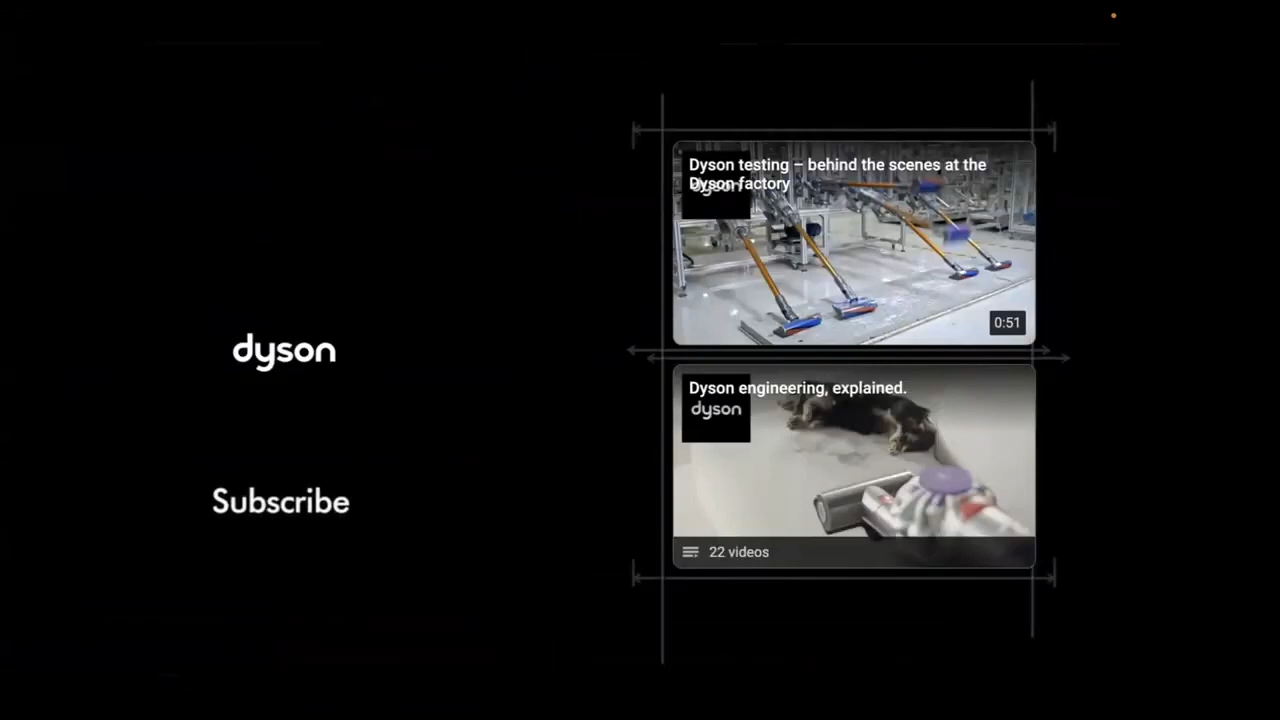 Dyson testing – behind the scenes at the
Dyson factory
dyson
0:51
dyson
Dyson engineering, explained.
dyson
Subscribe
22 videos